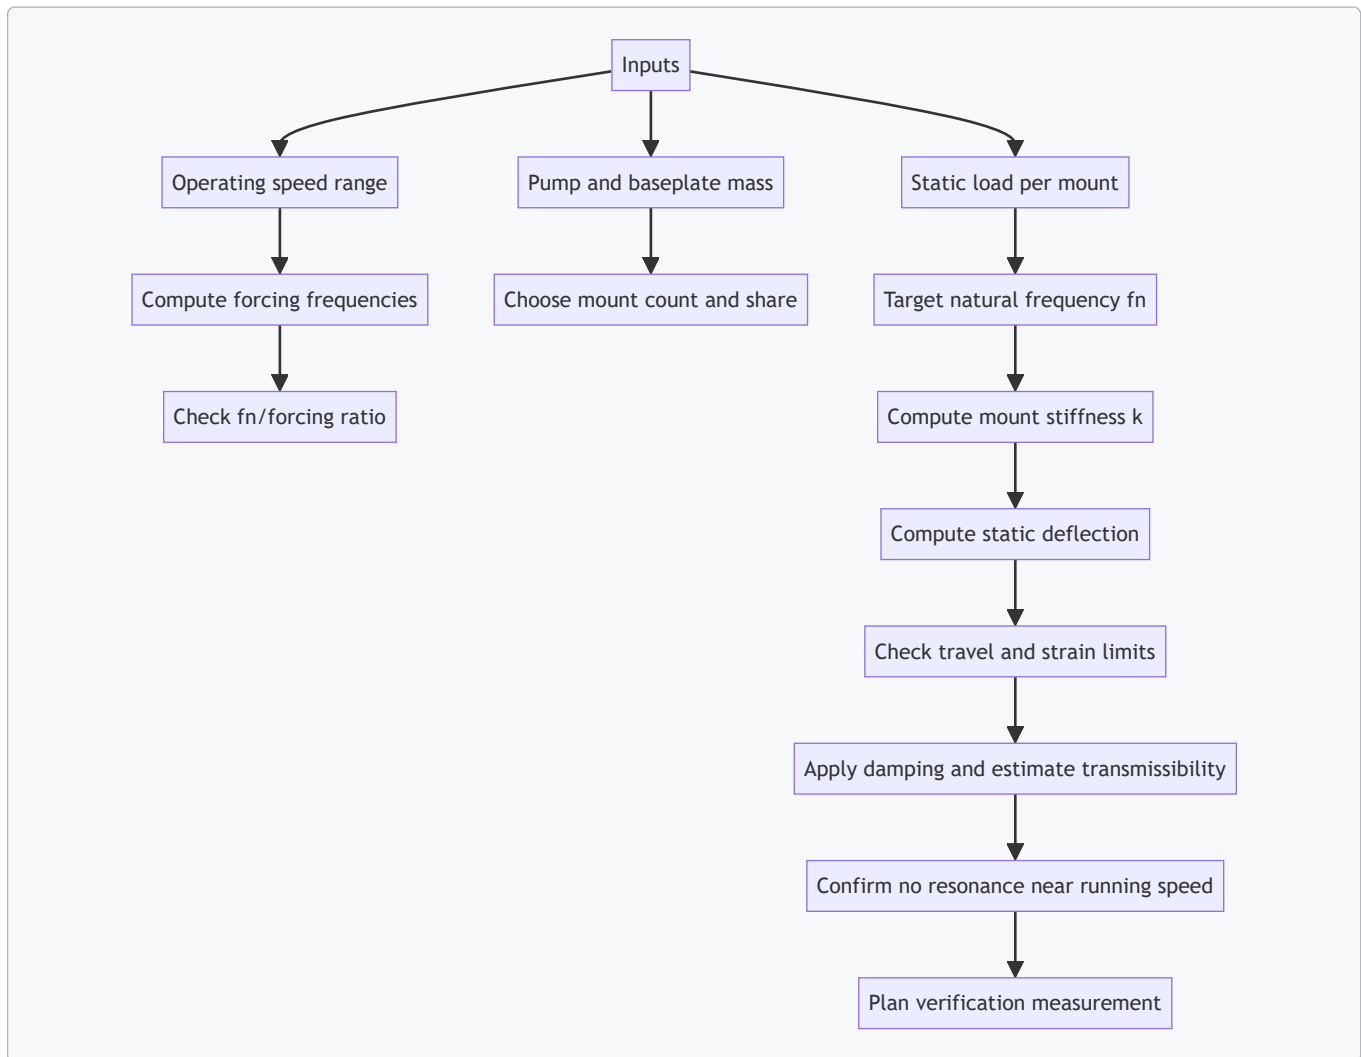 Inputs
Operating speed range
Pump and baseplate mass
Static load per mount
Compute forcing frequencies
Choose mount count and share
Target natural frequency fn
Check fn/forcing ratio
Compute mount stiffness k
Compute static deflection
Check travel and strain limits
Apply damping and estimate transmissibility
Confirm no resonance near running speed
Plan verification measurement